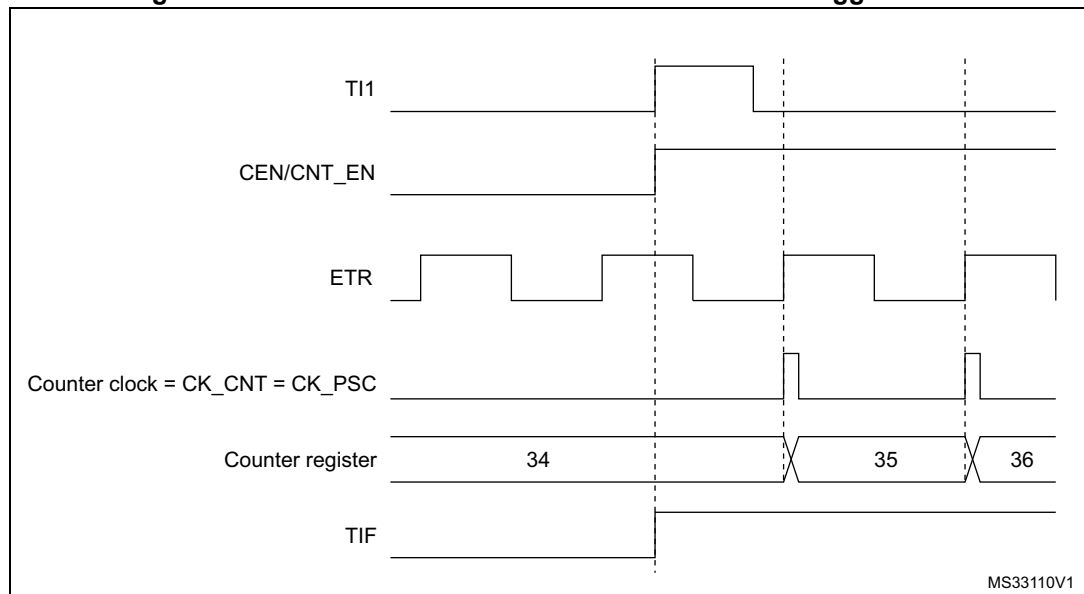 TI1
CEN/CNT_EN
ETR
Counter clock = CK_CNT = CK_PSC
Counter register 34 35 36
TIF
MS33110V1